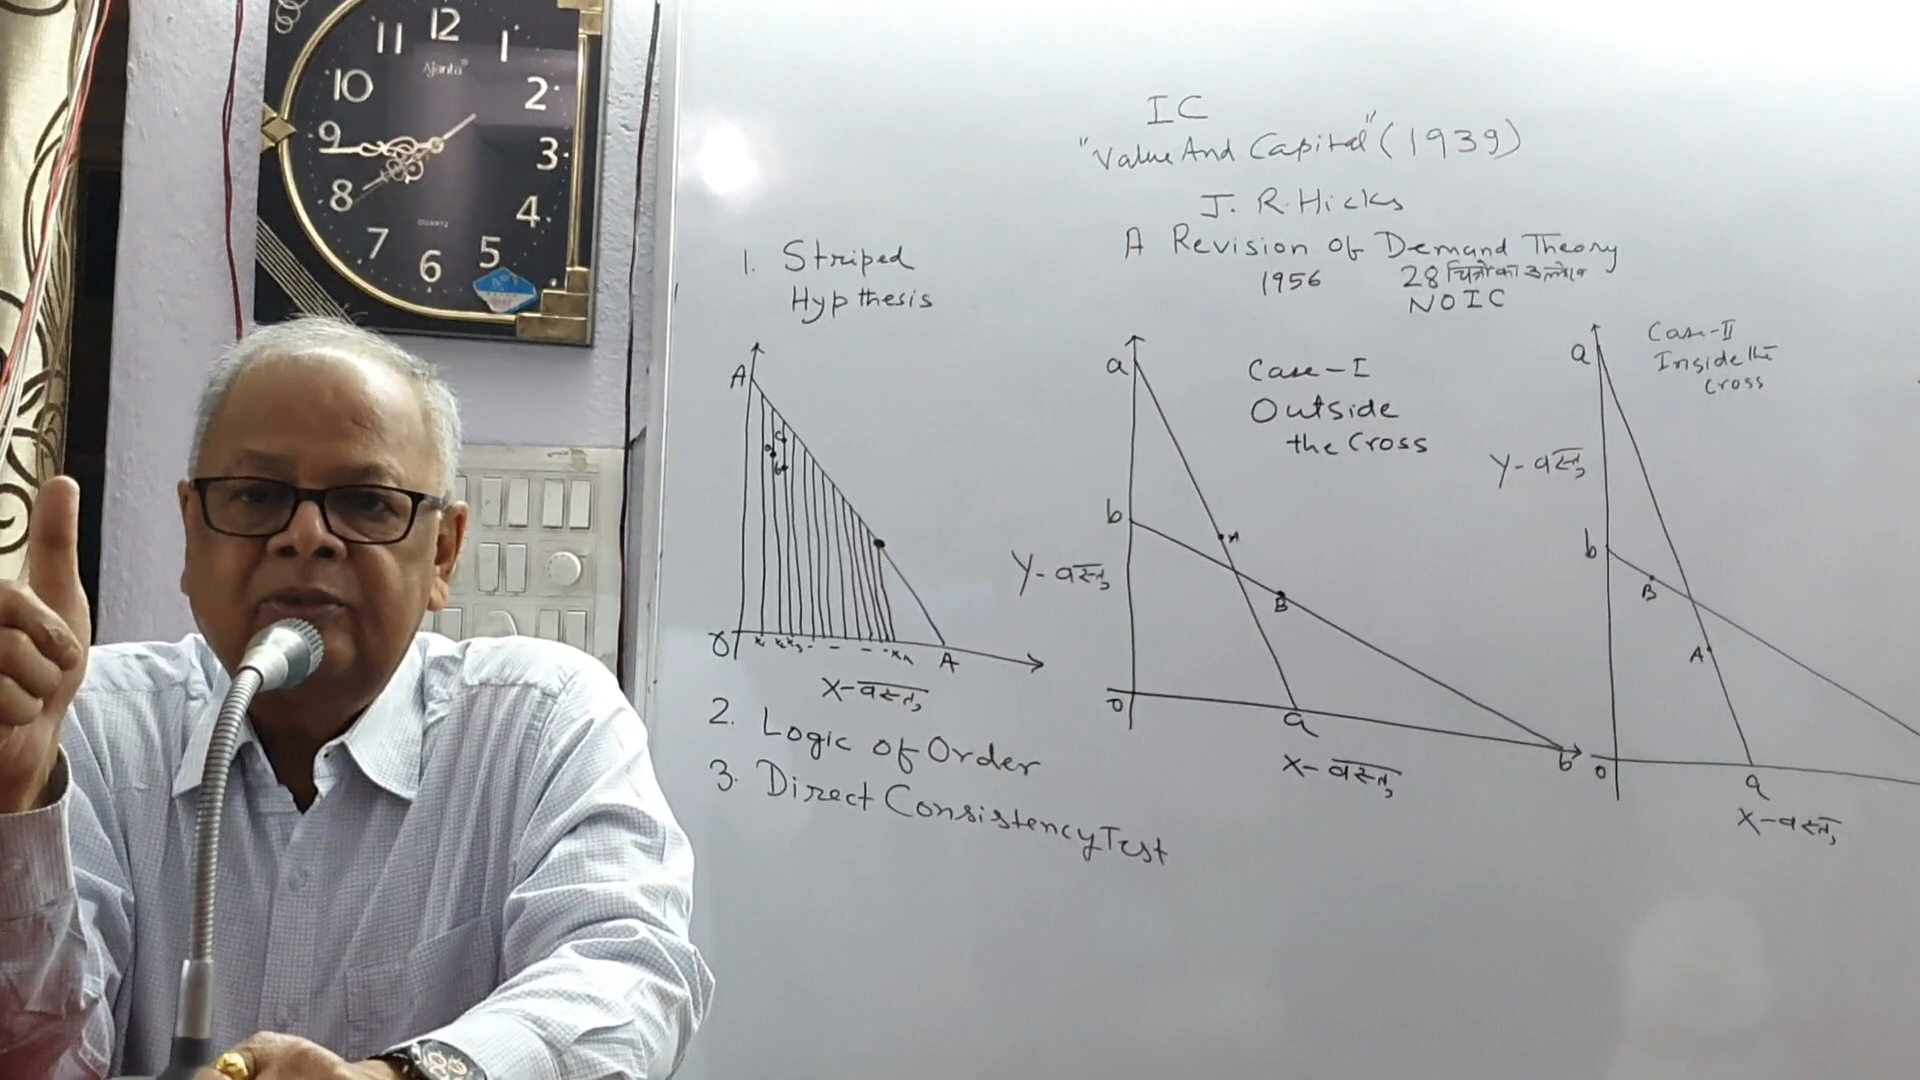 12
11
1
Ajanta
10
2
9
3
8
4
QUARTZ
7
5
6
IC
"Value And Capital" (1939)
J. R. Hicks
A Revision of Demand Theory
1956 28 चित्रों का उल्लेख
NO IC
1. Striped
Hypthesis
A
c
a
b
O
A
X-वस्तु
2. Logic of Order
3. Direct Consistency Test
Case-I
Outside
the Cross
a
b
A
B
Y-वस्तु
O
a
b
X-वस्तु
Case-II
Inside the
Cross
a
Y-वस्तु
b
B
A
O
a
X-वस्तु